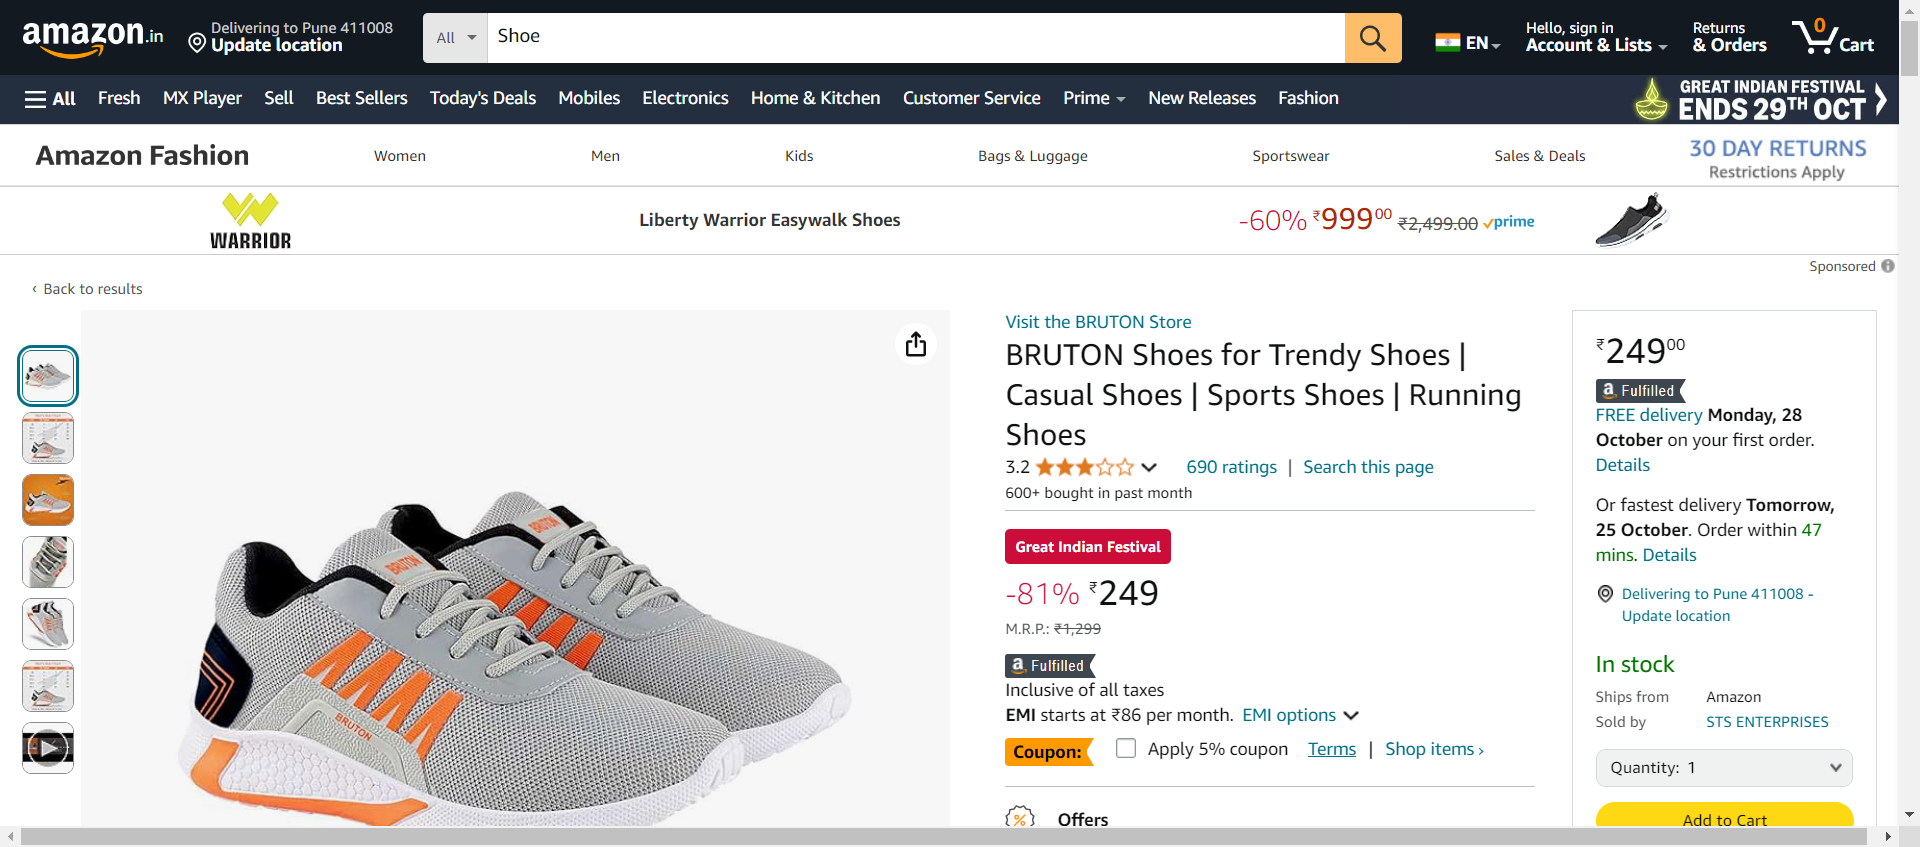 amazon.in
Delivering to Pune 411008
Update location
All
Shoe
EN
Hello, sign in
Account & Lists
Returns
& Orders
0
Cart
All
Fresh
MX Player
Sell
Best Sellers
Today's Deals
Mobiles
Electronics
Home & Kitchen
Customer Service
Prime
New Releases
Fashion
GREAT INDIAN FESTIVAL
ENDS 29TH OCT
Amazon Fashion
Women
Men
Kids
Bags & Luggage
Sportswear
Sales & Deals
30 DAY RETURNS
Restrictions Apply
WARRIOR
Liberty Warrior Easywalk Shoes
-60% ₹99900 ₹2,499.00 prime
Sponsored
‹ Back to results
BRUTON
BRUTON
BRUTON
Visit the BRUTON Store
BRUTON Shoes for Trendy Shoes |
Casual Shoes | Sports Shoes | Running
Shoes
3.2
690 ratings | Search this page
600+ bought in past month
Great Indian Festival
-81% ₹249
M.R.P.: ₹1,299
a Fulfilled
Inclusive of all taxes
EMI starts at ₹86 per month. EMI options
Coupon: Apply 5% coupon Terms | Shop items ›
% Offers
₹24900
a Fulfilled
FREE delivery Monday, 28
October on your first order.
Details
Or fastest delivery Tomorrow,
25 October. Order within 47
mins. Details
Delivering to Pune 411008 -
Update location
In stock
Ships from Amazon
Sold by STS ENTERPRISES
Quantity: 1
Add to Cart